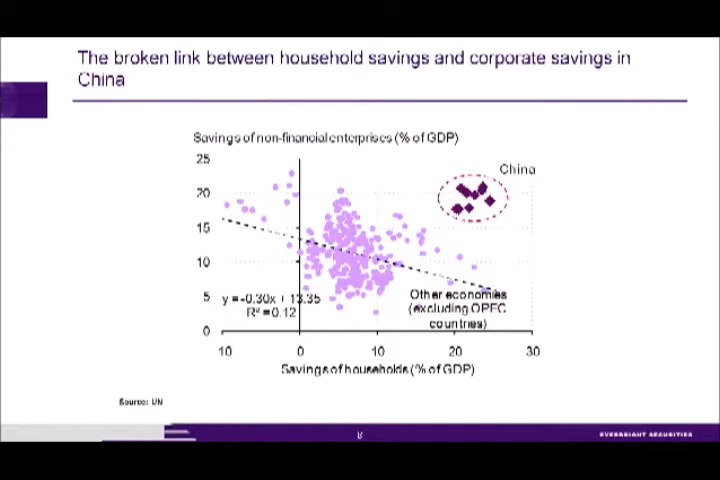 The broken link between household savings and corporate savings in
China
Savings of non-financial enterprises (% of GDP)
25
China
20
15
10
5
y = -0.30x + 13.35
R² = 0.12
Other economies
(excluding OPEC
countries)
0
10 0 10 20 30
Savings of households (% of GDP)
Source: UN
8
EVERBRIGHT SECURITIES